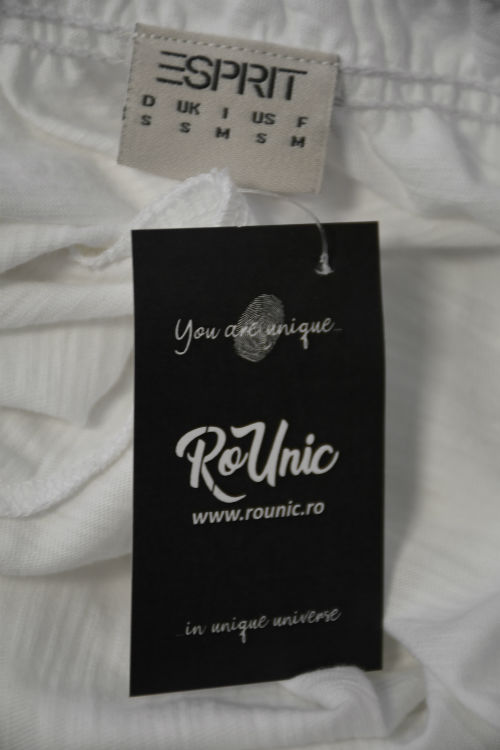 ESPRIT
D UK I US F
S S M S M
You are unique...
RoUnic
www.rounic.ro
...in unique universe